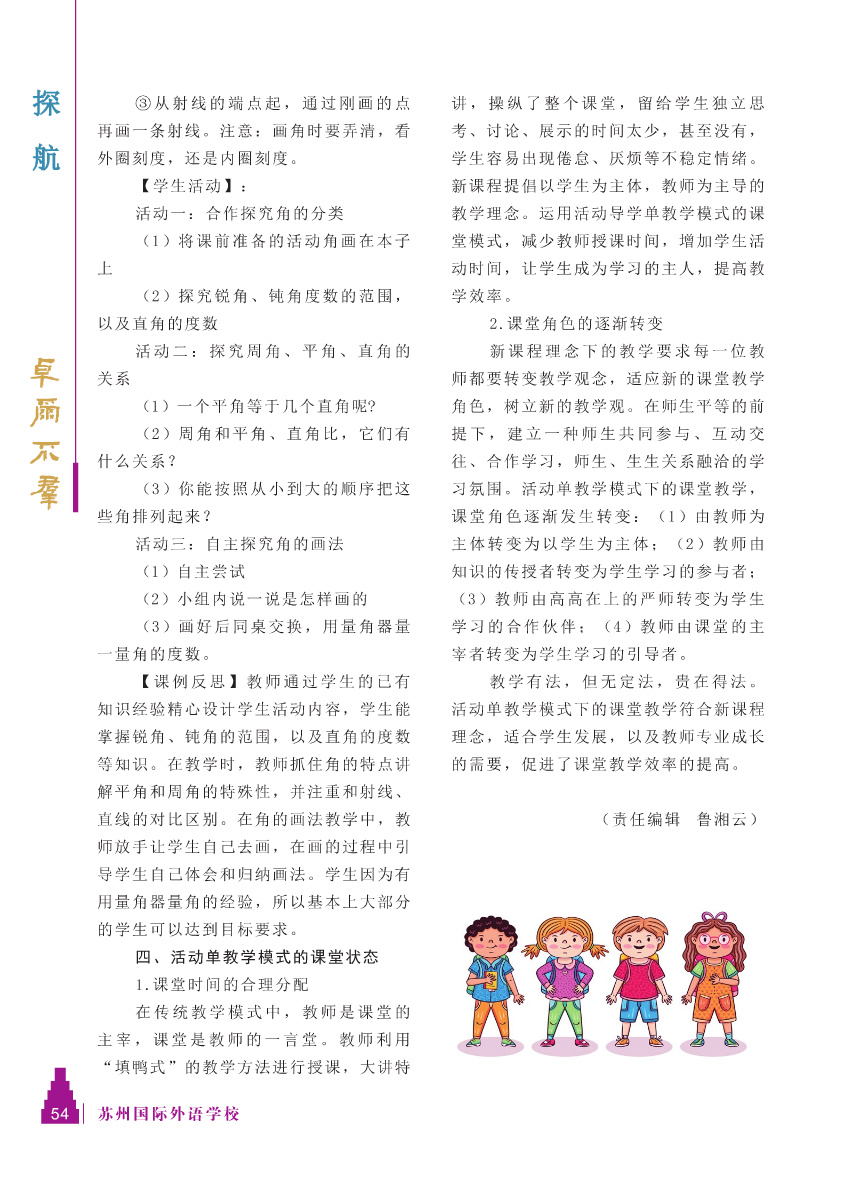 探
航
卓尔不群
③从射线的端点起，通过刚画的点
再画一条射线。注意：画角时要弄清，看
外圈刻度，还是内圈刻度。
【学生活动】：
活动一：合作探究角的分类
（1）将课前准备的活动角画在本子
上
（2）探究锐角、钝角度数的范围，
以及直角的度数
活动二：探究周角、平角、直角的
关系
（1）一个平角等于几个直角呢?
（2）周角和平角、直角比，它们有
什么关系？
（3）你能按照从小到大的顺序把这
些角排列起来？
活动三：自主探究角的画法
（1）自主尝试
（2）小组内说一说是怎样画的
（3）画好后同桌交换，用量角器量
一量角的度数。
【课例反思】教师通过学生的已有
知识经验精心设计学生活动内容，学生能
掌握锐角、钝角的范围，以及直角的度数
等知识。在教学时，教师抓住角的特点讲
解平角和周角的特殊性，并注重和射线、
直线的对比区别。在角的画法教学中，教
师放手让学生自己去画，在画的过程中引
导学生自己体会和归纳画法。学生因为有
用量角器量角的经验，所以基本上大部分
的学生可以达到目标要求。
四、活动单教学模式的课堂状态
1.课堂时间的合理分配
在传统教学模式中，教师是课堂的
主宰，课堂是教师的一言堂。教师利用
“填鸭式”的教学方法进行授课，大讲特
讲，操纵了整个课堂，留给学生独立思
考、讨论、展示的时间太少，甚至没有，
学生容易出现倦怠、厌烦等不稳定情绪。
新课程提倡以学生为主体，教师为主导的
教学理念。运用活动导学单教学模式的课
堂模式，减少教师授课时间，增加学生活
动时间，让学生成为学习的主人，提高教
学效率。
2.课堂角色的逐渐转变
新课程理念下的教学要求每一位教
师都要转变教学观念，适应新的课堂教学
角色，树立新的教学观。在师生平等的前
提下，建立一种师生共同参与、互动交
往、合作学习，师生、生生关系融洽的学
习氛围。活动单教学模式下的课堂教学，
课堂角色逐渐发生转变：（1）由教师为
主体转变为以学生为主体；（2）教师由
知识的传授者转变为学生学习的参与者；
（3）教师由高高在上的严师转变为学生
学习的合作伙伴；（4）教师由课堂的主
宰者转变为学生学习的引导者。
教学有法，但无定法，贵在得法。
活动单教学模式下的课堂教学符合新课程
理念，适合学生发展，以及教师专业成长
的需要，促进了课堂教学效率的提高。
（责任编辑　鲁湘云）
54
苏州国际外语学校